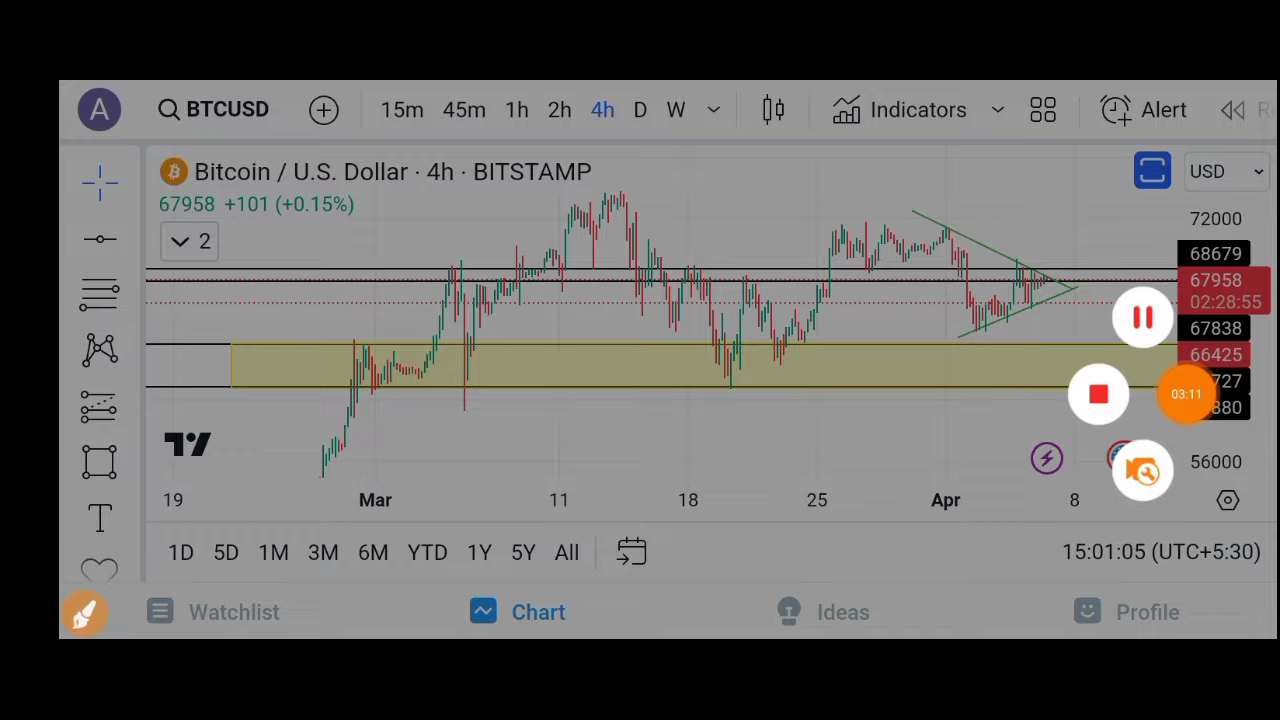 A BTCUSD 15m 45m 1h 2h 4h D W Indicators Alert
Bitcoin / U.S. Dollar · 4h · BITSTAMP USD
67958 +101 (+0.15%)
72000
2
68679
67958
02:28:55
67838
66425
727
03:11
880
56000
19 Mar 11 18 25 Apr 8
T
1D 5D 1M 3M 6M YTD 1Y 5Y All 15:01:05 (UTC+5:30)
Watchlist Chart Ideas Profile